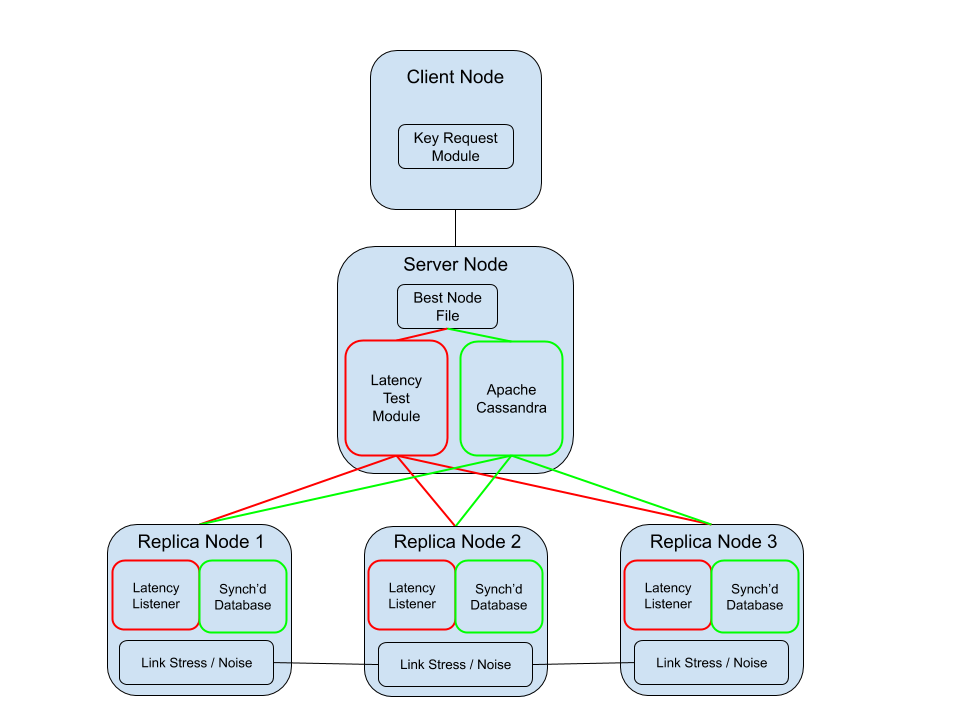 Client Node
Key Request
Module
Server Node
Best Node
File
Latency
Test
Module
Apache
Cassandra
Replica Node 1
Latency
Listener
Synch'd
Database
Link Stress / Noise
Replica Node 2
Latency
Listener
Synch'd
Database
Link Stress / Noise
Replica Node 3
Latency
Listener
Synch'd
Database
Link Stress / Noise